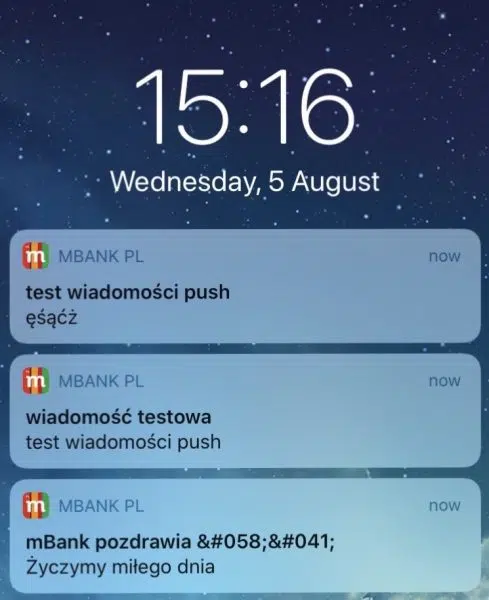 15:16
Wednesday, 5 August
m MBANK PL now
test wiadomości push
ęśąćż
m MBANK PL now
wiadomość testowa
test wiadomości push
m MBANK PL now
mBank pozdrawia &#058;&#041;
Życzymy miłego dnia